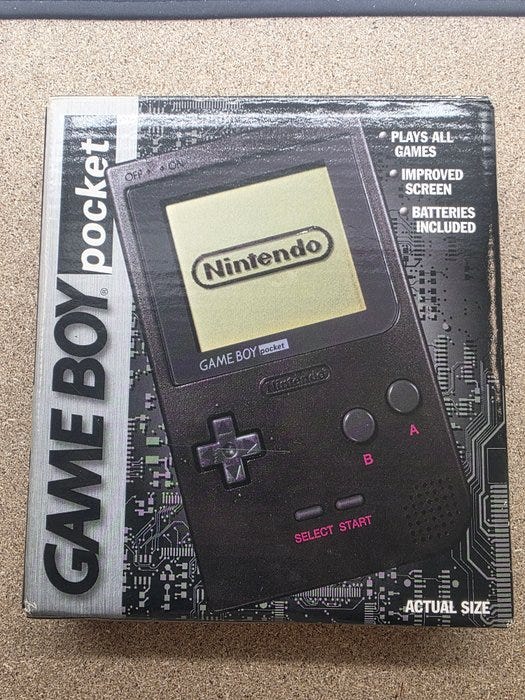 GAME BOY®
pocket
PLAYS ALL
GAMES
IMPROVED
SCREEN
BATTERIES
INCLUDED
OFF ON
Nintendo
GAME BOY pocket
Nintendo
B
A
SELECT START
ACTUAL SIZE